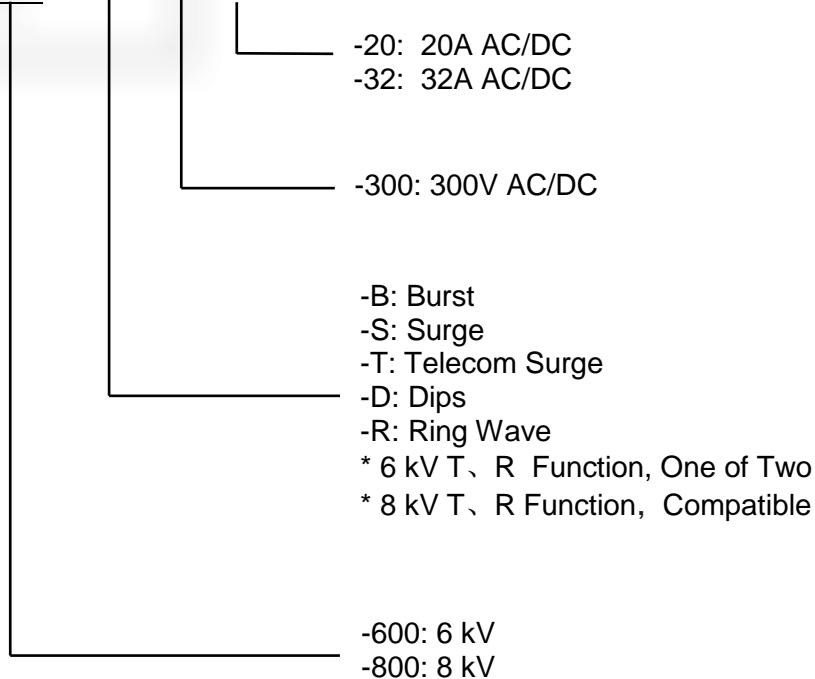 -20: 20A AC/DC
-32: 32A AC/DC
-300: 300V AC/DC
-B: Burst
-S: Surge
-T: Telecom Surge
-D: Dips
-R: Ring Wave
* 6 kV T、R Function, One of Two
* 8 kV T、R Function，Compatible
-600: 6 kV
-800: 8 kV